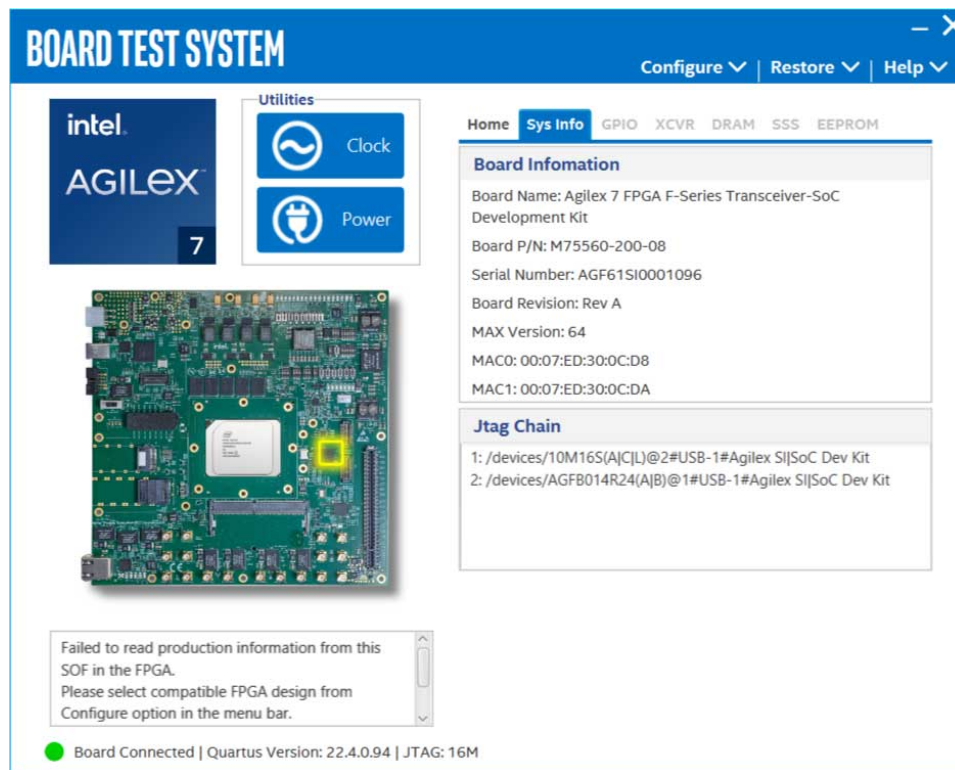 BOARD TEST SYSTEM
Configure
Restore
Help
intel.
AGILEX
7
Utilities
Clock
Power
Home Sys Info GPIO XCVR DRAM SSS EEPROM
Board Infomation
Board Name: Agilex 7 FPGA F-Series Transceiver-SoC
Development Kit
Board P/N: M75560-200-08
Serial Number: AGF61SI0001096
Board Revision: Rev A
MAX Version: 64
MAC0: 00:07:ED:30:0C:D8
MAC1: 00:07:ED:30:0C:DA
Jtag Chain
1: /devices/10M16S(A|C|L)@2#USB-1#Agilex SI|SoC Dev Kit
2: /devices/AGFB014R24(A|B)@1#USB-1#Agilex SI|SoC Dev Kit
Failed to read production information from this
SOF in the FPGA.
Please select compatible FPGA design from
Configure option in the menu bar.
Board Connected | Quartus Version: 22.4.0.94 | JTAG: 16M